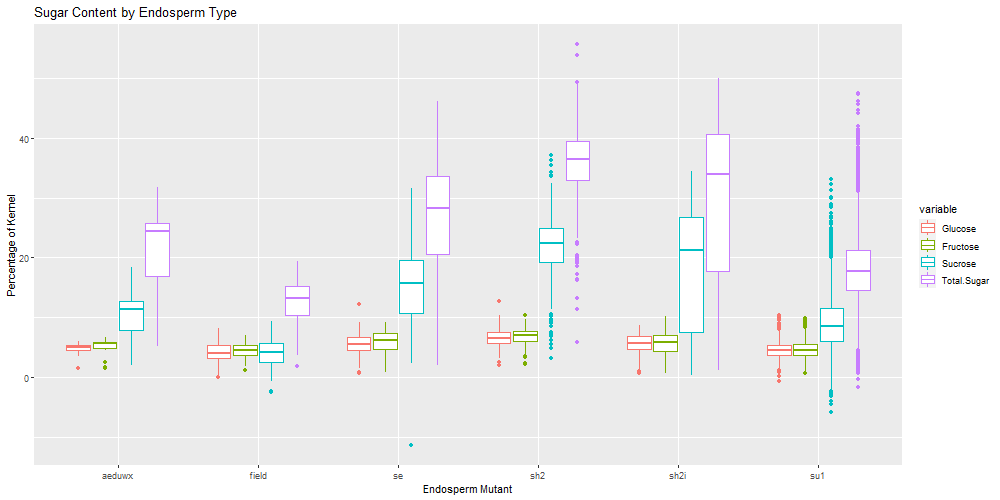 Sugar Content by Endosperm Type
Percentage of Kernel
40
20
0
aeduwx
field
se
sh2
sh2i
su1
Endosperm Mutant
variable
Glucose
Fructose
Sucrose
Total.Sugar